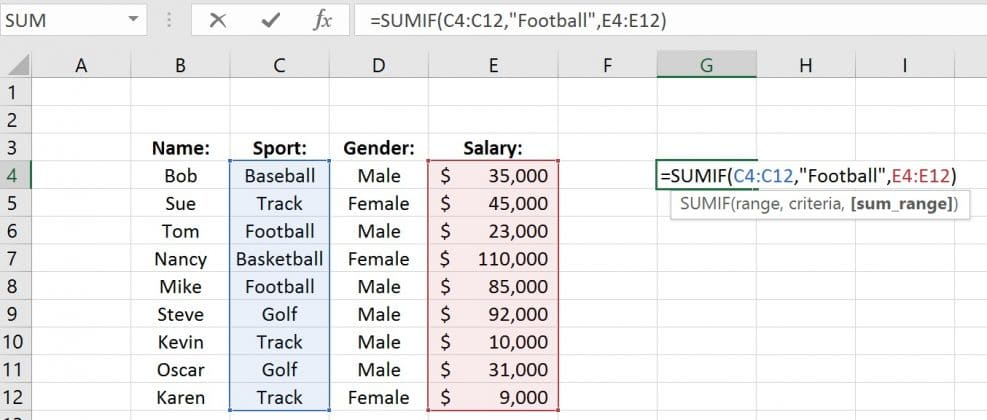 SUM fx =SUMIF(C4:C12,"Football",E4:E12)
A B C D E F G H I
1
2
3 Name: Sport: Gender: Salary:
4 Bob Baseball Male $ 35,000 =SUMIF(C4:C12,"Football",E4:E12)
5 Sue Track Female $ 45,000 SUMIF(range, criteria, [sum_range])
6 Tom Football Male $ 23,000
7 Nancy Basketball Female $ 110,000
8 Mike Football Male $ 85,000
9 Steve Golf Male $ 92,000
10 Kevin Track Male $ 10,000
11 Oscar Golf Male $ 31,000
12 Karen Track Female $ 9,000